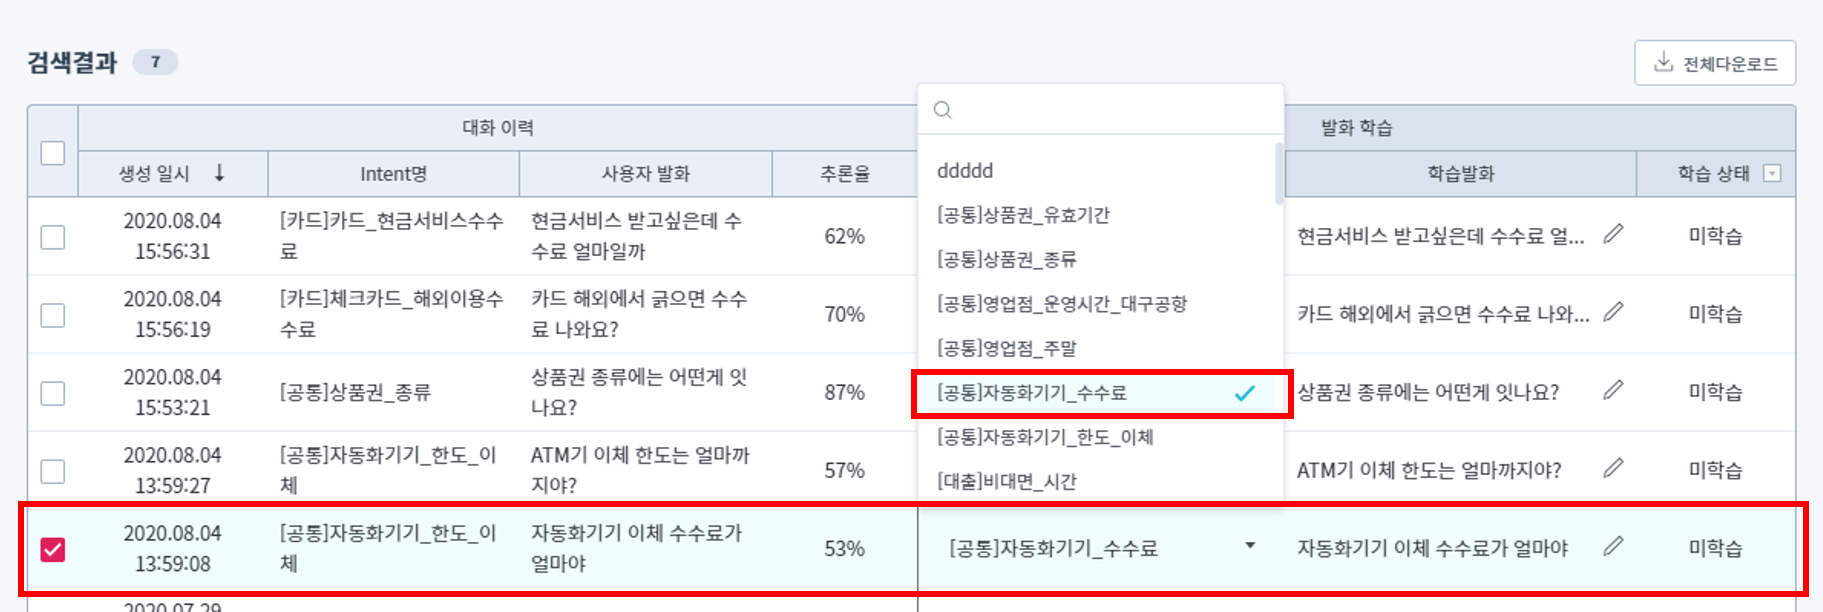 검색결과 7
전체다운로드
대화 이력
발화 학습
생성 일시 ↓
Intent명
사용자 발화
추론율
학습발화
학습 상태
ddddd
[공통]상품권_유효기간
[공통]상품권_종류
[공통]영업점_운영시간_대구공항
[공통]영업점_주말
[공통]자동화기기_수수료
[공통]자동화기기_한도_이체
[대출]비대면_시간
2020.08.04
15:56:31
[카드]카드_현금서비스수수
료
현금서비스 받고싶은데 수
수료 얼마일까
62%
현금서비스 받고싶은데 수수료 얼...
미학습
2020.08.04
15:56:19
[카드]체크카드_해외이용수
수료
카드 해외에서 긁으면 수수
료 나와요?
70%
카드 해외에서 긁으면 수수료 나와...
미학습
2020.08.04
15:53:21
[공통]상품권_종류
상품권 종류에는 어떤게 잇
나요?
87%
상품권 종류에는 어떤게 잇나요?
미학습
2020.08.04
13:59:27
[공통]자동화기기_한도_이
체
ATM기 이체 한도는 얼마까
지야?
57%
ATM기 이체 한도는 얼마까지야?
미학습
2020.08.04
13:59:08
[공통]자동화기기_한도_이
체
자동화기기 이체 수수료가
얼마야
53%
[공통]자동화기기_수수료
자동화기기 이체 수수료가 얼마야
미학습
2020.07.29